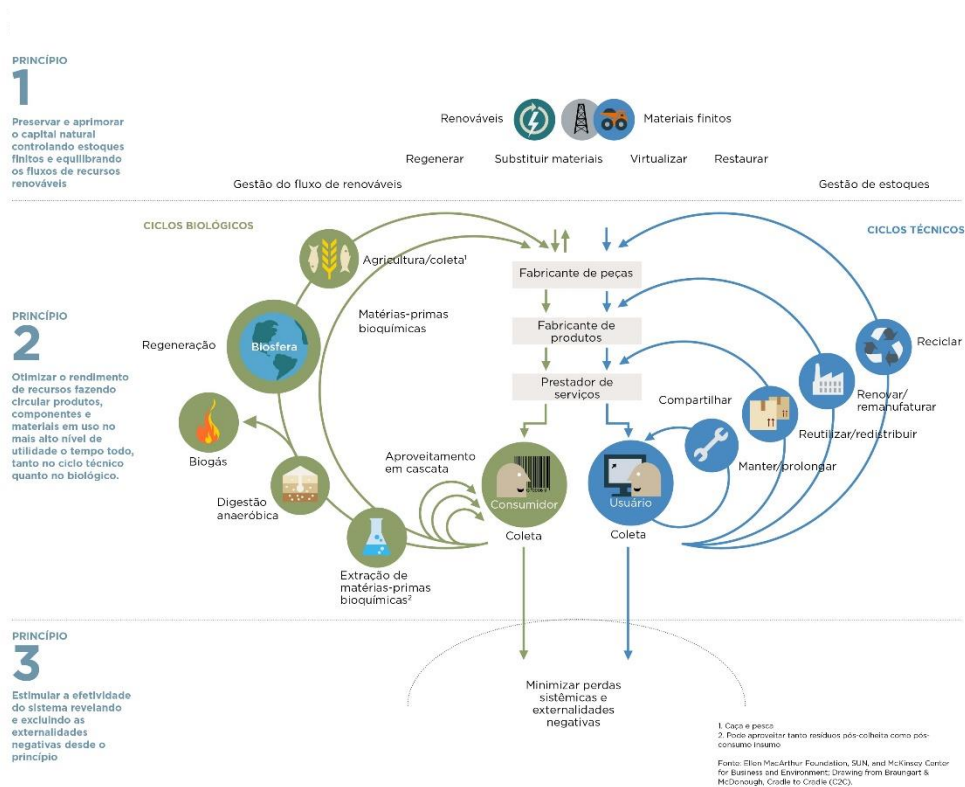 PRINCÍPIO
1
Preservar e aprimorar
o capital natural
controlando estoques
finitos e equilibrando
os fluxos de recursos
renováveis
Renováveis
Materiais finitos
Regenerar
Substituir materiais
Virtualizar
Restaurar
Gestão do fluxo de renováveis
Gestão de estoques
PRINCÍPIO
2
Otimizar o rendimento
de recursos fazendo
circular produtos,
componentes e
materiais em uso no
mais alto nível de
utilidade o tempo todo,
tanto no ciclo técnico
quanto no biológico.
CICLOS BIOLÓGICOS
CICLOS TÉCNICOS
Agricultura/coleta¹
Matérias-primas
bioquímicas
Regeneração
Biosfera
Biogás
Digestão
anaeróbica
Extração de
matérias-primas
bioquímicas²
Aproveitamento
em cascata
Fabricante de peças
Fabricante de
produtos
Prestador de
serviços
Consumidor
Coleta
Usuário
Coleta
Compartilhar
Manter/prolongar
Reutilizar/redistribuir
Renovar/
remanufaturar
Reciclar
PRINCÍPIO
3
Estimular a efetividade
do sistema revelando
e excluindo as
externalidades
negativas desde o
princípio
Minimizar perdas
sistêmicas e
externalidades
negativas
1. Caça e pesca
2. Pode aproveitar tanto resíduos pós-colheita como pós-
consumo insumo
Fonte: Ellen MacArthur Foundation, SUN, and McKinsey Center
for Business and Environment; Drawing from Braungart &
McDonough, Cradle to Cradle (C2C).